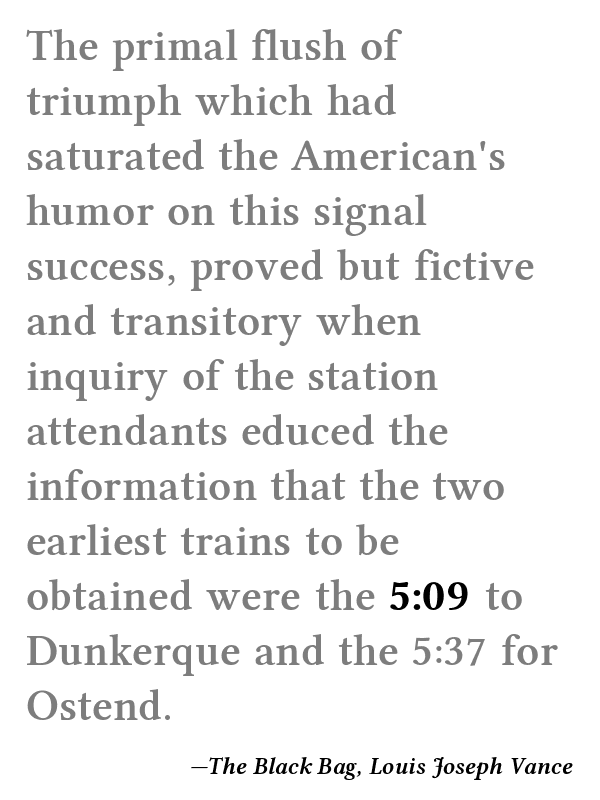 The primal flush of
triumph which had
saturated the American's
humor on this signal
success, proved but fictive
and transitory when
inquiry of the station
attendants educed the
information that the two
earliest trains to be
obtained were the 5:09 to
Dunkerque and the 5:37 for
Ostend.
—The Black Bag, Louis Joseph Vance